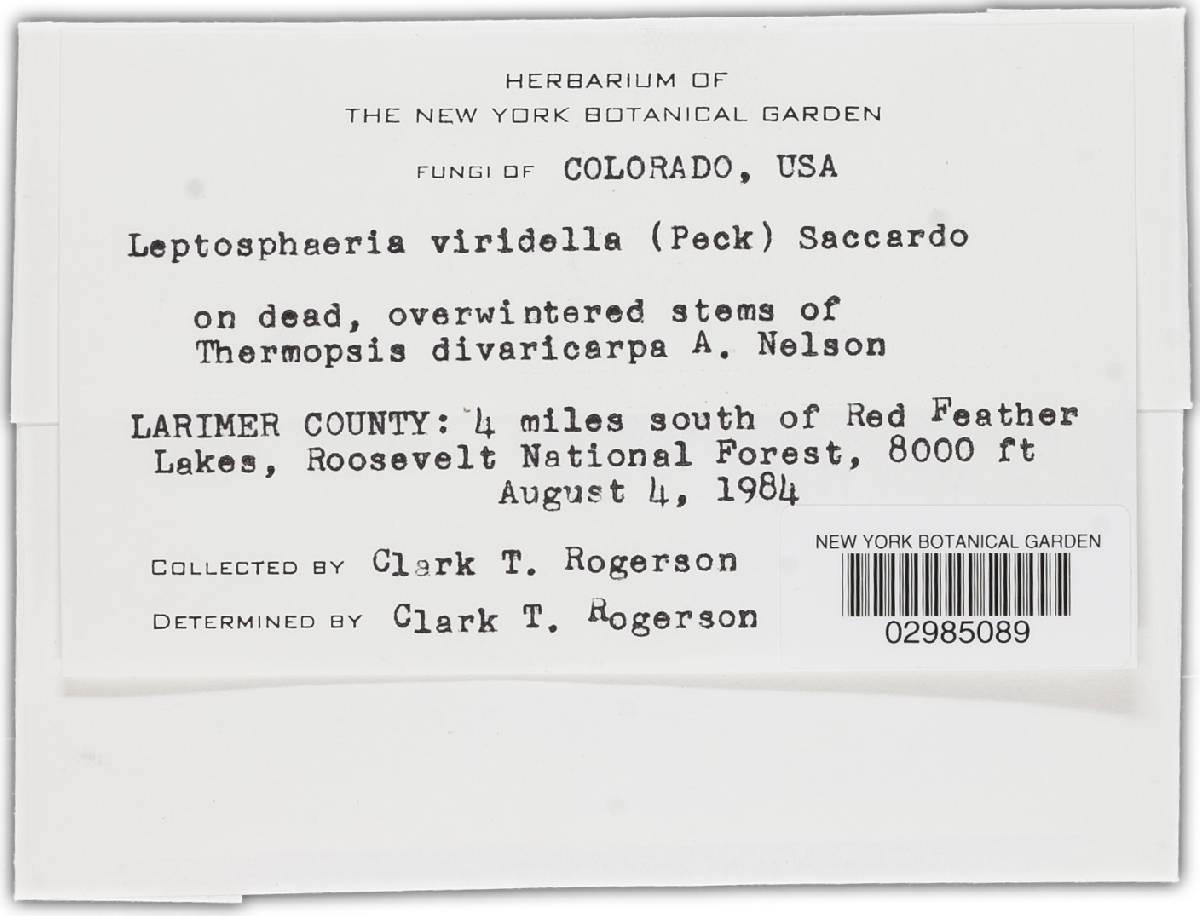 HERBARIUM OF
THE NEW YORK BOTANICAL GARDEN
FUNGI OF COLORADO, USA
Leptosphaeria viridella (Peck) Saccardo
on dead, overwintered stems of
Thermopsis divaricarpa A. Nelson
LARIMER COUNTY: 4 miles south of Red Feather
Lakes, Roosevelt National Forest, 8000 ft
August 4, 1984
COLLECTED BY Clark T. Rogerson
DETERMINED BY Clark T. Rogerson
NEW YORK BOTANICAL GARDEN
02985089